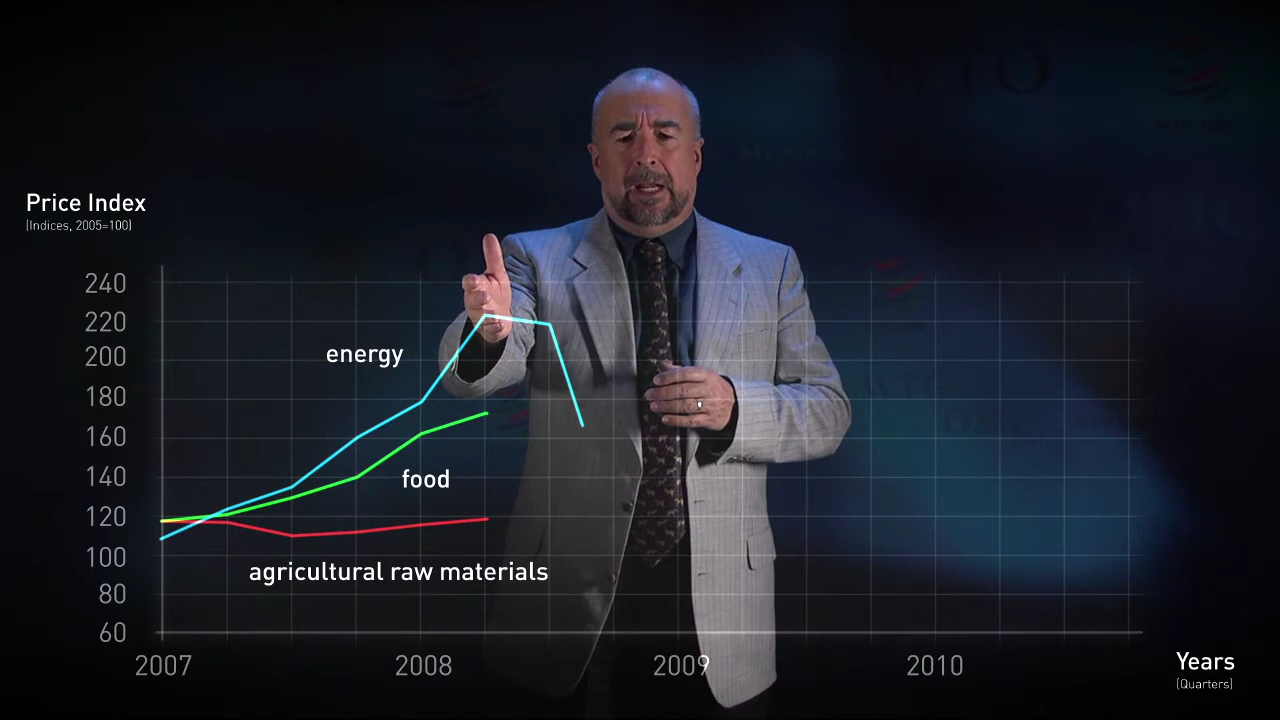 WTO
Price Index
(Indices, 2005=100)
240
220
200
180
160
140
120
100
80
60
energy
food
agricultural raw materials
2007
2008
2009
2010
Years
(Quarters)